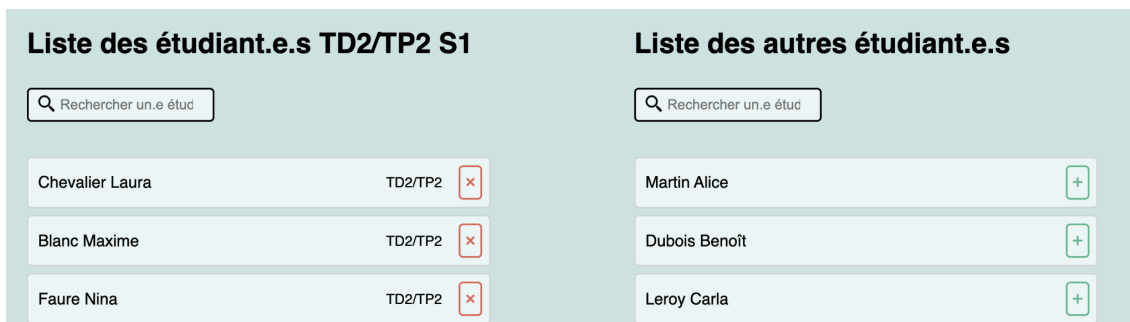 Liste des étudiant.e.s TD2/TP2 S1
Rechercher un.e étud
Chevalier Laura TD2/TP2 ×
Blanc Maxime TD2/TP2 ×
Faure Nina TD2/TP2 ×
Liste des autres étudiant.e.s
Rechercher un.e étud
Martin Alice +
Dubois Benoît +
Leroy Carla +